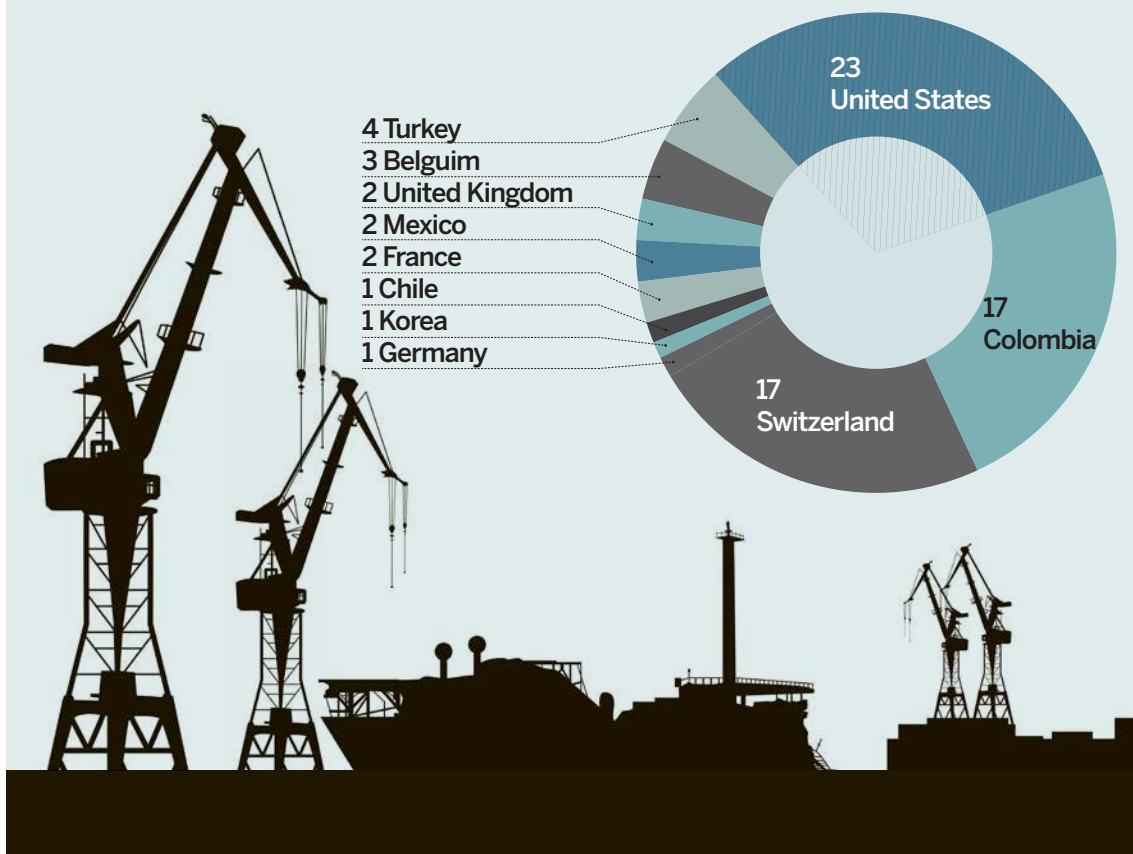 23
United States
4 Turkey
3 Belguim
2 United Kingdom
2 Mexico
2 France
1 Chile
1 Korea
1 Germany
17
Colombia
17
Switzerland